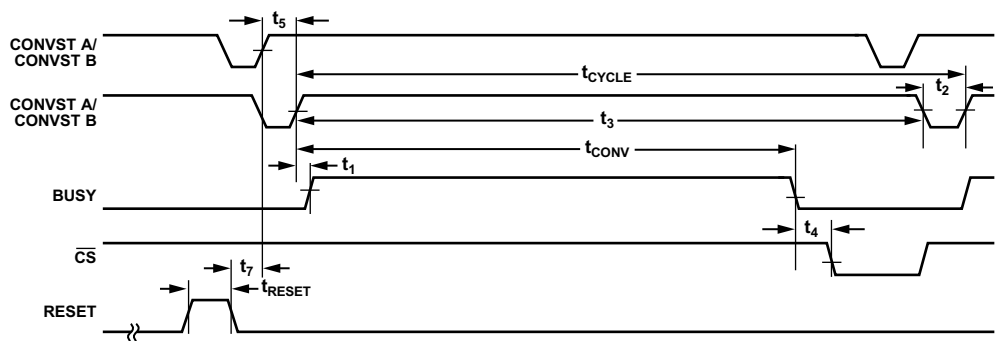 t5
CONVST A/
CONVST B
tCYCLE
t2
CONVST A/
CONVST B
t3
tCONV
t1
BUSY
t4
CS
t7
tRESET
RESET